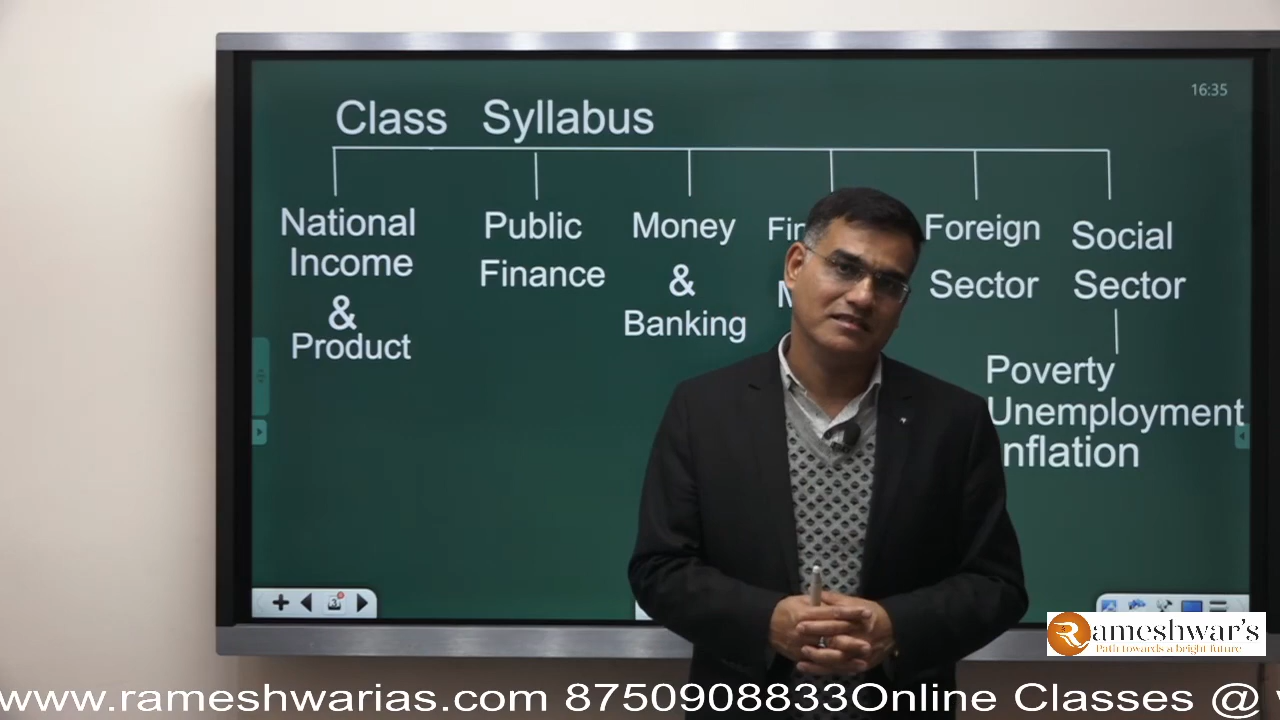 16:35
Class Syllabus
National
Income
&
Product
Public
Finance
Money
&
Banking
Foreign
Sector
Social
Sector
Poverty
Unemployment
Inflation
Rameshwar's
Path towards a bright future
www.rameshwarias.com 8750908833Online Classes @